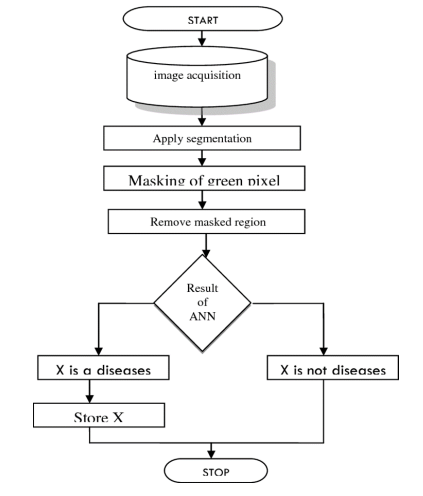 START
image acquisition
Apply segmentation
Masking of green pixel
Remove masked region
Result
of
ANN
X is a diseases
X is not diseases
Store X
STOP